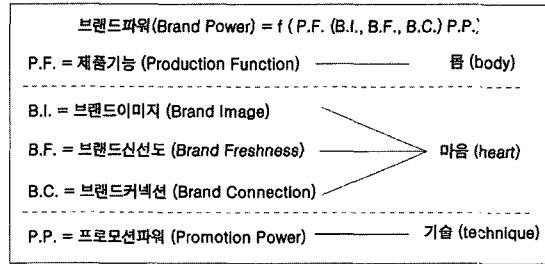 브랜드파워(Brand Power) = f ( P.F. (B.I., B.F., B.C.) P.P.)
P.F. = 제품기능 (Production Function) 몸 (body)
B.I. = 브랜드이미지 (Brand Image)
B.F. = 브랜드신선도 (Brand Freshness) 마음 (heart)
B.C. = 브랜드커넥션 (Brand Connection)
P.P. = 프로모션파워 (Promotion Power) 기술 (technique)